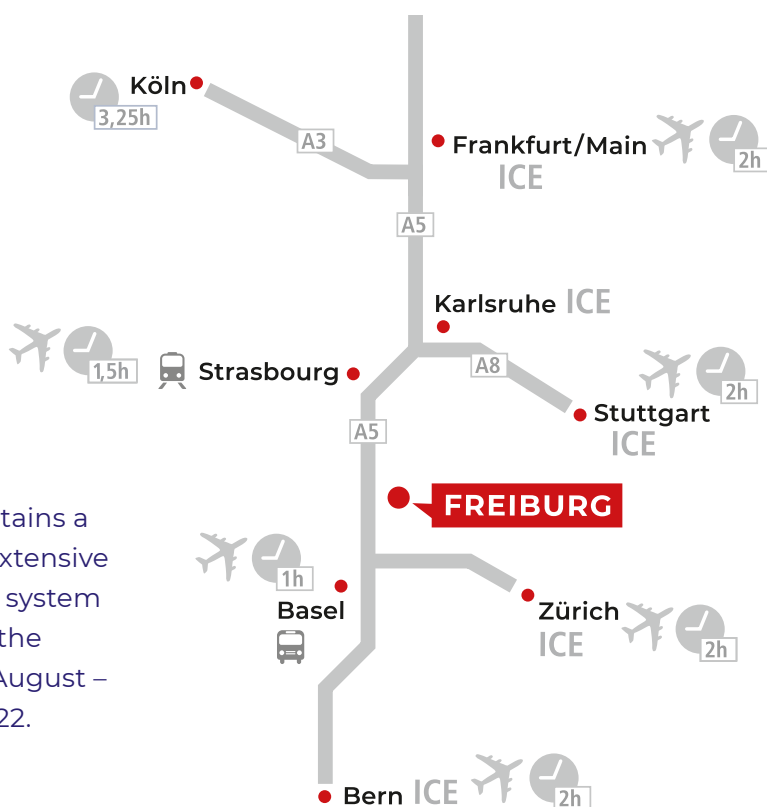 Köln
3,25h
A3
Frankfurt/Main
ICE
2h
A5
Karlsruhe ICE
1,5h
Strasbourg
A8
2h
Stuttgart
ICE
A5
FREIBURG
tains a
xtensive
system
the
August –
22.
1h
Basel
Zürich
ICE
2h
Bern ICE
2h